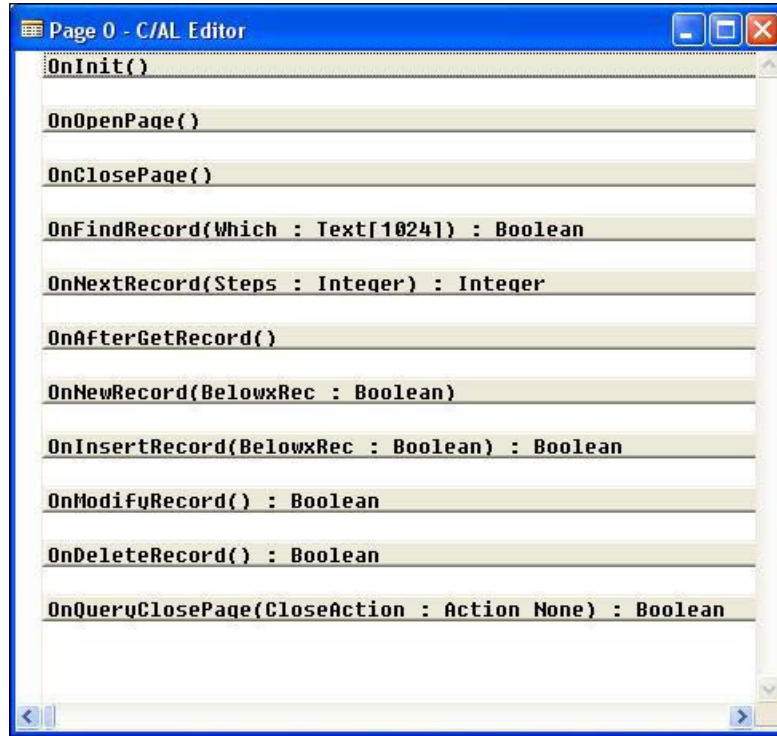 Page 0 - C/AL Editor
OnInit()
OnOpenPage()
OnClosePage()
OnFindRecord(Which : Text[1024]) : Boolean
OnNextRecord(Steps : Integer) : Integer
OnAfterGetRecord()
OnNewRecord(BelowxRec : Boolean)
OnInsertRecord(BelowxRec : Boolean) : Boolean
OnModifyRecord() : Boolean
OnDeleteRecord() : Boolean
OnQueryClosePage(CloseAction : Action None) : Boolean